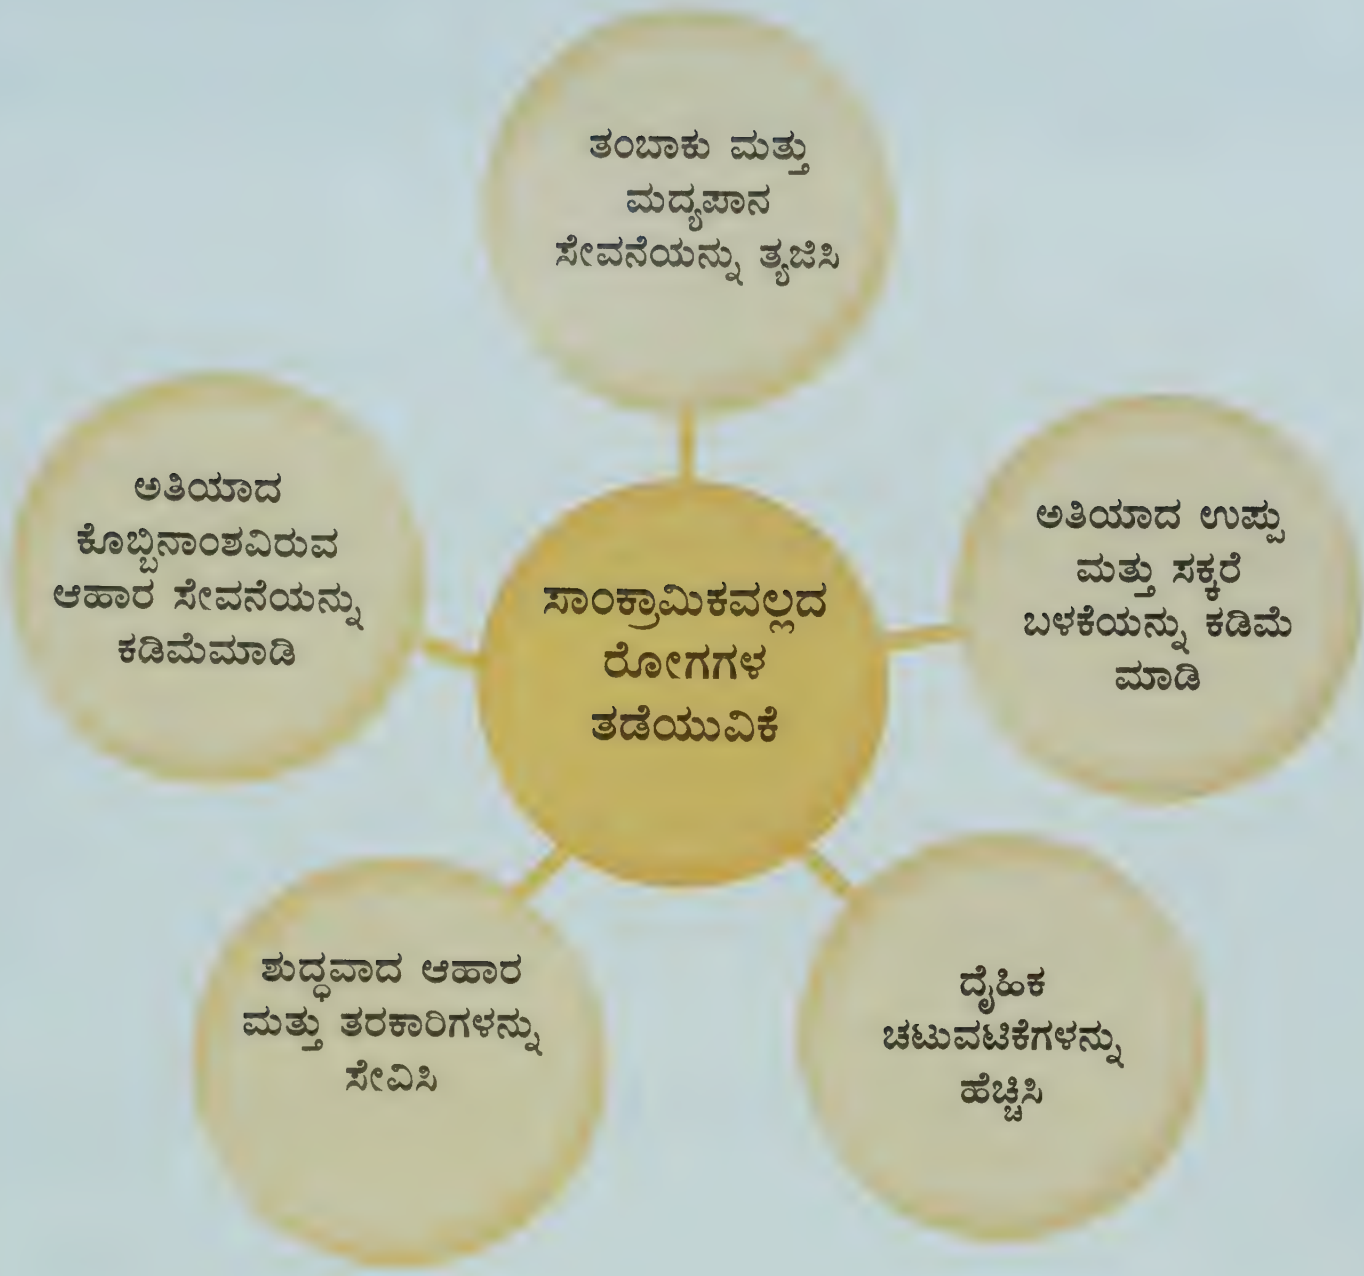 ತಂಬಾಕು ಮತ್ತು
ಮದ್ಯಪಾನ
ಸೇವನೆಯನ್ನು ತ್ಯಜಿಸಿ
ಅತಿಯಾದ
ಕೊಬ್ಬಿನಾಂಶವಿರುವ
ಆಹಾರ ಸೇವನೆಯನ್ನು
ಕಡಿಮೆಮಾಡಿ
ಸಾಂಕ್ರಾಮಿಕವಲ್ಲದ
ರೋಗಗಳ
ತಡೆಯುವಿಕೆ
ಅತಿಯಾದ ಉಪ್ಪು
ಮತ್ತು ಸಕ್ಕರೆ
ಬಳಕೆಯನ್ನು ಕಡಿಮೆ
ಮಾಡಿ
ಶುದ್ಧವಾದ ಆಹಾರ
ಮತ್ತು ತರಕಾರಿಗಳನ್ನು
ಸೇವಿಸಿ
ದೈಹಿಕ
ಚಟುವಟಿಕೆಗಳನ್ನು
ಹೆಚ್ಚಿಸಿ